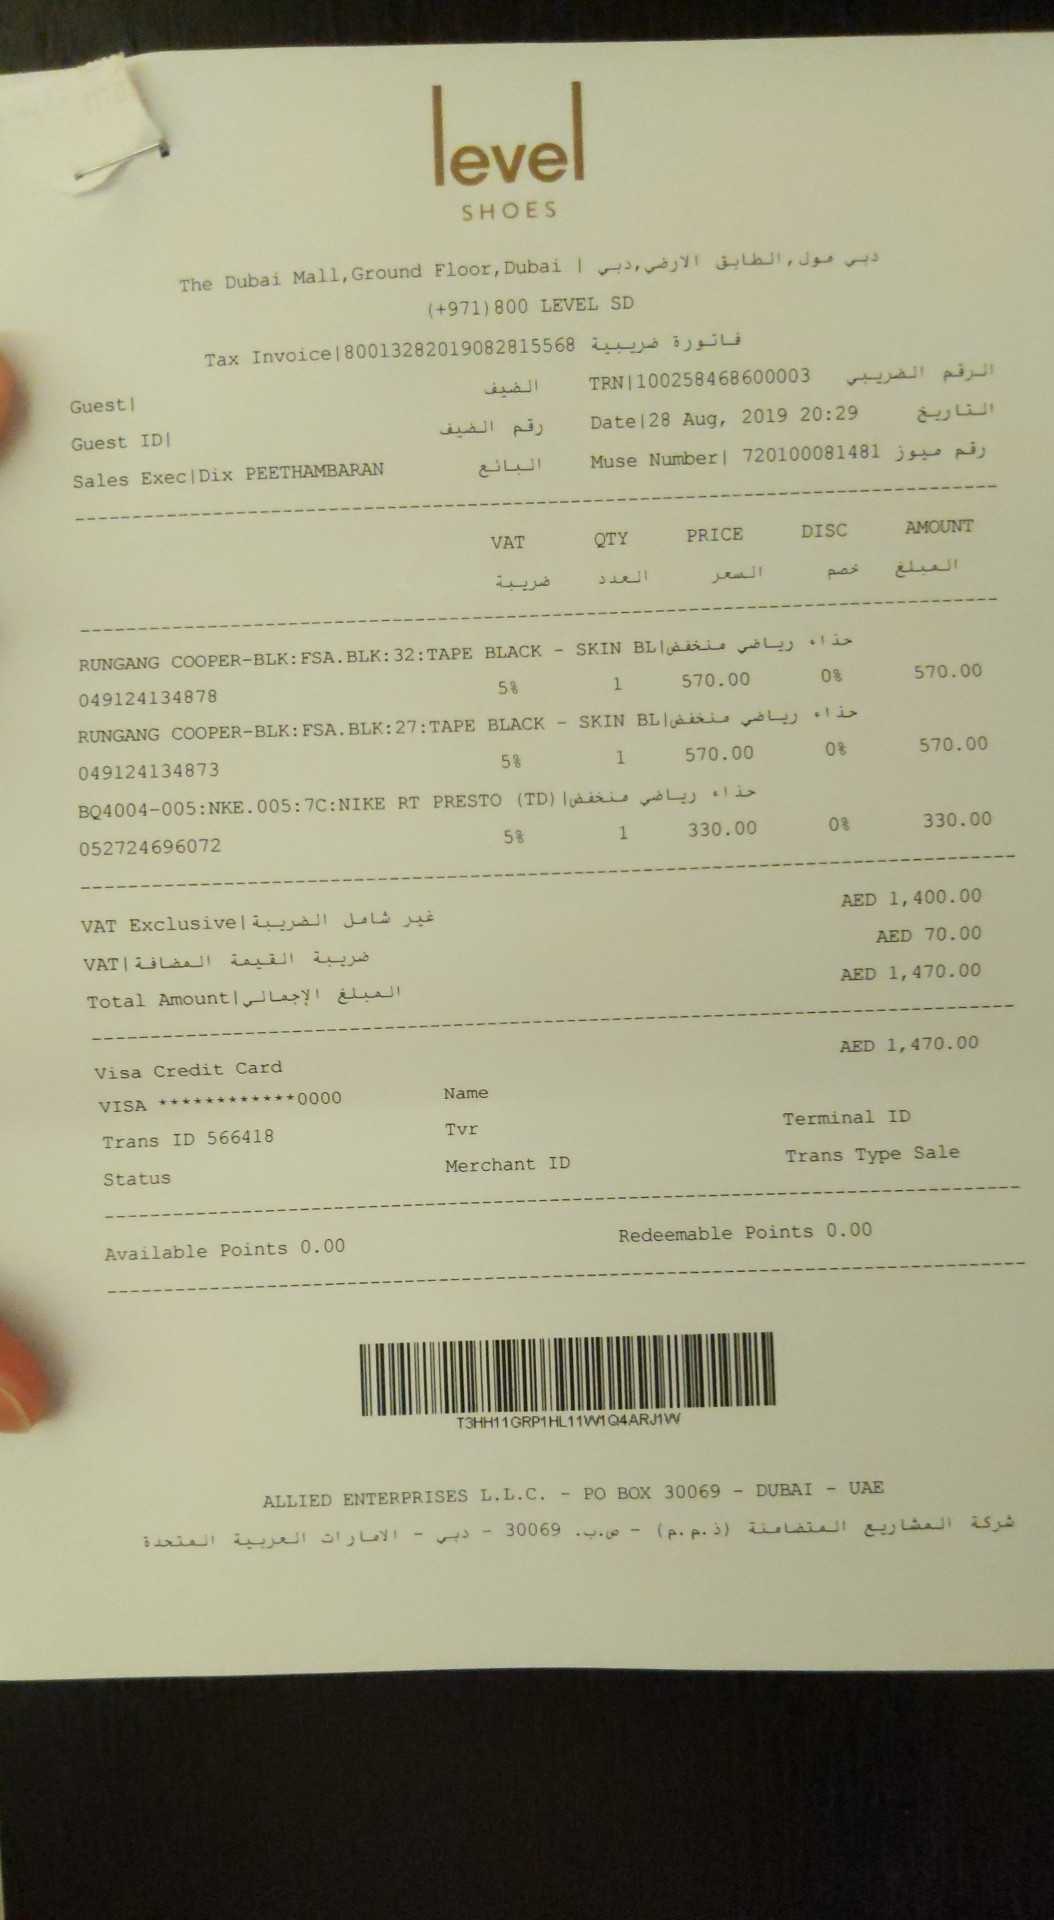 level
SHOES
The Dubai Mall,Ground Floor,Dubai | دبي مول,الطابق الارضي,دبي
(+971)800 LEVEL SD
Tax Invoice|80013282019082815568 فاتورة ضريبية
Guest| الضيف TRN|100258468600003 الرقم الضريبي
Guest ID| رقم الضيف Date|28 Aug, 2019 20:29 التاريخ
Sales Exec|Dix PEETHAMBARAN البائع Muse Number| 720100081481 رقم ميوز
VAT QTY PRICE DISC AMOUNT
ضريبة العدد السعر خصم المبلغ
RUNGANG COOPER-BLK:FSA.BLK:32:TAPE BLACK - SKIN BL|حذاء رياضي منخفض
049124134878 5% 1 570.00 0% 570.00
RUNGANG COOPER-BLK:FSA.BLK:27:TAPE BLACK - SKIN BL|حذاء رياضي منخفض
049124134873 5% 1 570.00 0% 570.00
BQ4004-005:NKE.005:7C:NIKE RT PRESTO (TD)|حذاء رياضي منخفض
052724696072 5% 1 330.00 0% 330.00
VAT Exclusive|غير شامل الضريبة AED 1,400.00
VAT|ضريبة القيمة المضافة AED 70.00
Total Amount|المبلغ الإجمالي AED 1,470.00
Visa Credit Card AED 1,470.00
VISA ************0000 Name
Trans ID 566418 Tvr Terminal ID
Status Merchant ID Trans Type Sale
Available Points 0.00 Redeemable Points 0.00
T3HH11GRP1HL11W1Q4ARJ1W
ALLIED ENTERPRISES L.L.C. - PO BOX 30069 - DUBAI - UAE
شركة المشاريع المتضامنة (ذ.م.م) - ص.ب. 30069 - دبي - الامارات العربية المتحدة